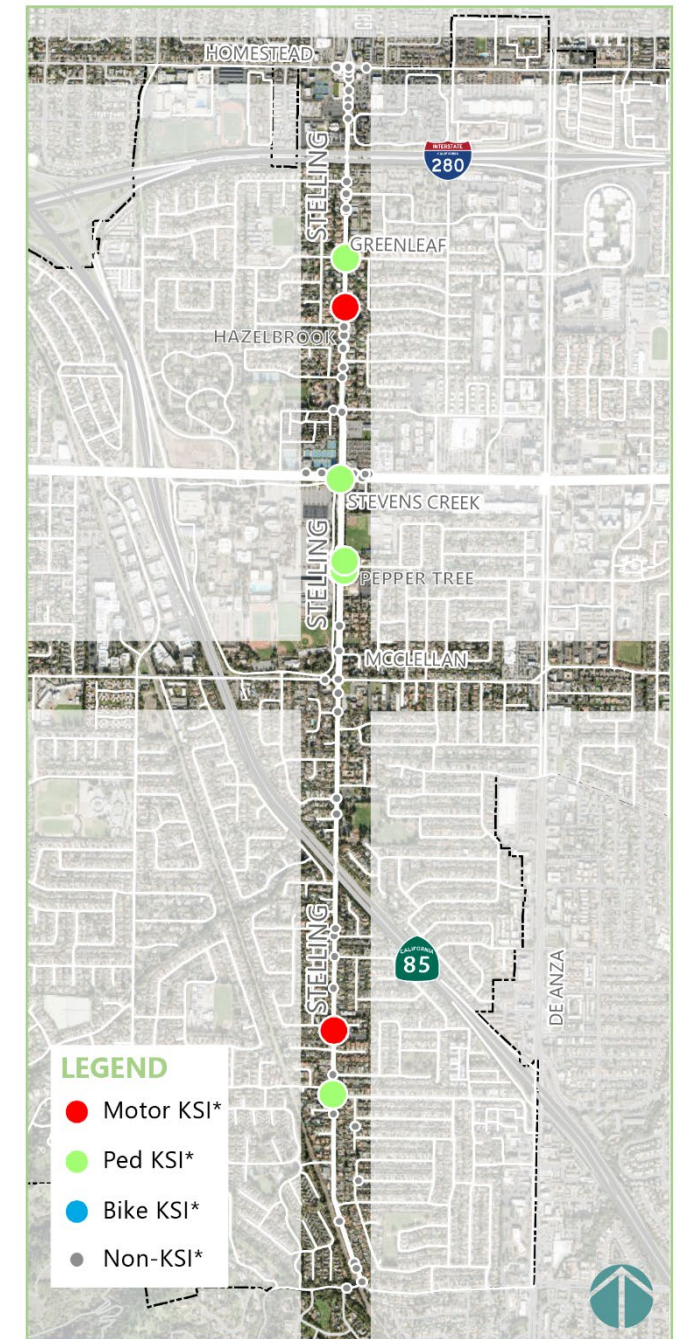 HOMESTEAD
STELLING
INTERSTATE
CALIFORNIA
280
GREENLEAF
HAZELBROOK
STEVENS CREEK
STELLING
PEPPER TREE
MCCLELLAN
STELLING
CALIFORNIA
85
DE ANZA
LEGEND
Motor KSI*
Ped KSI*
Bike KSI*
Non-KSI*